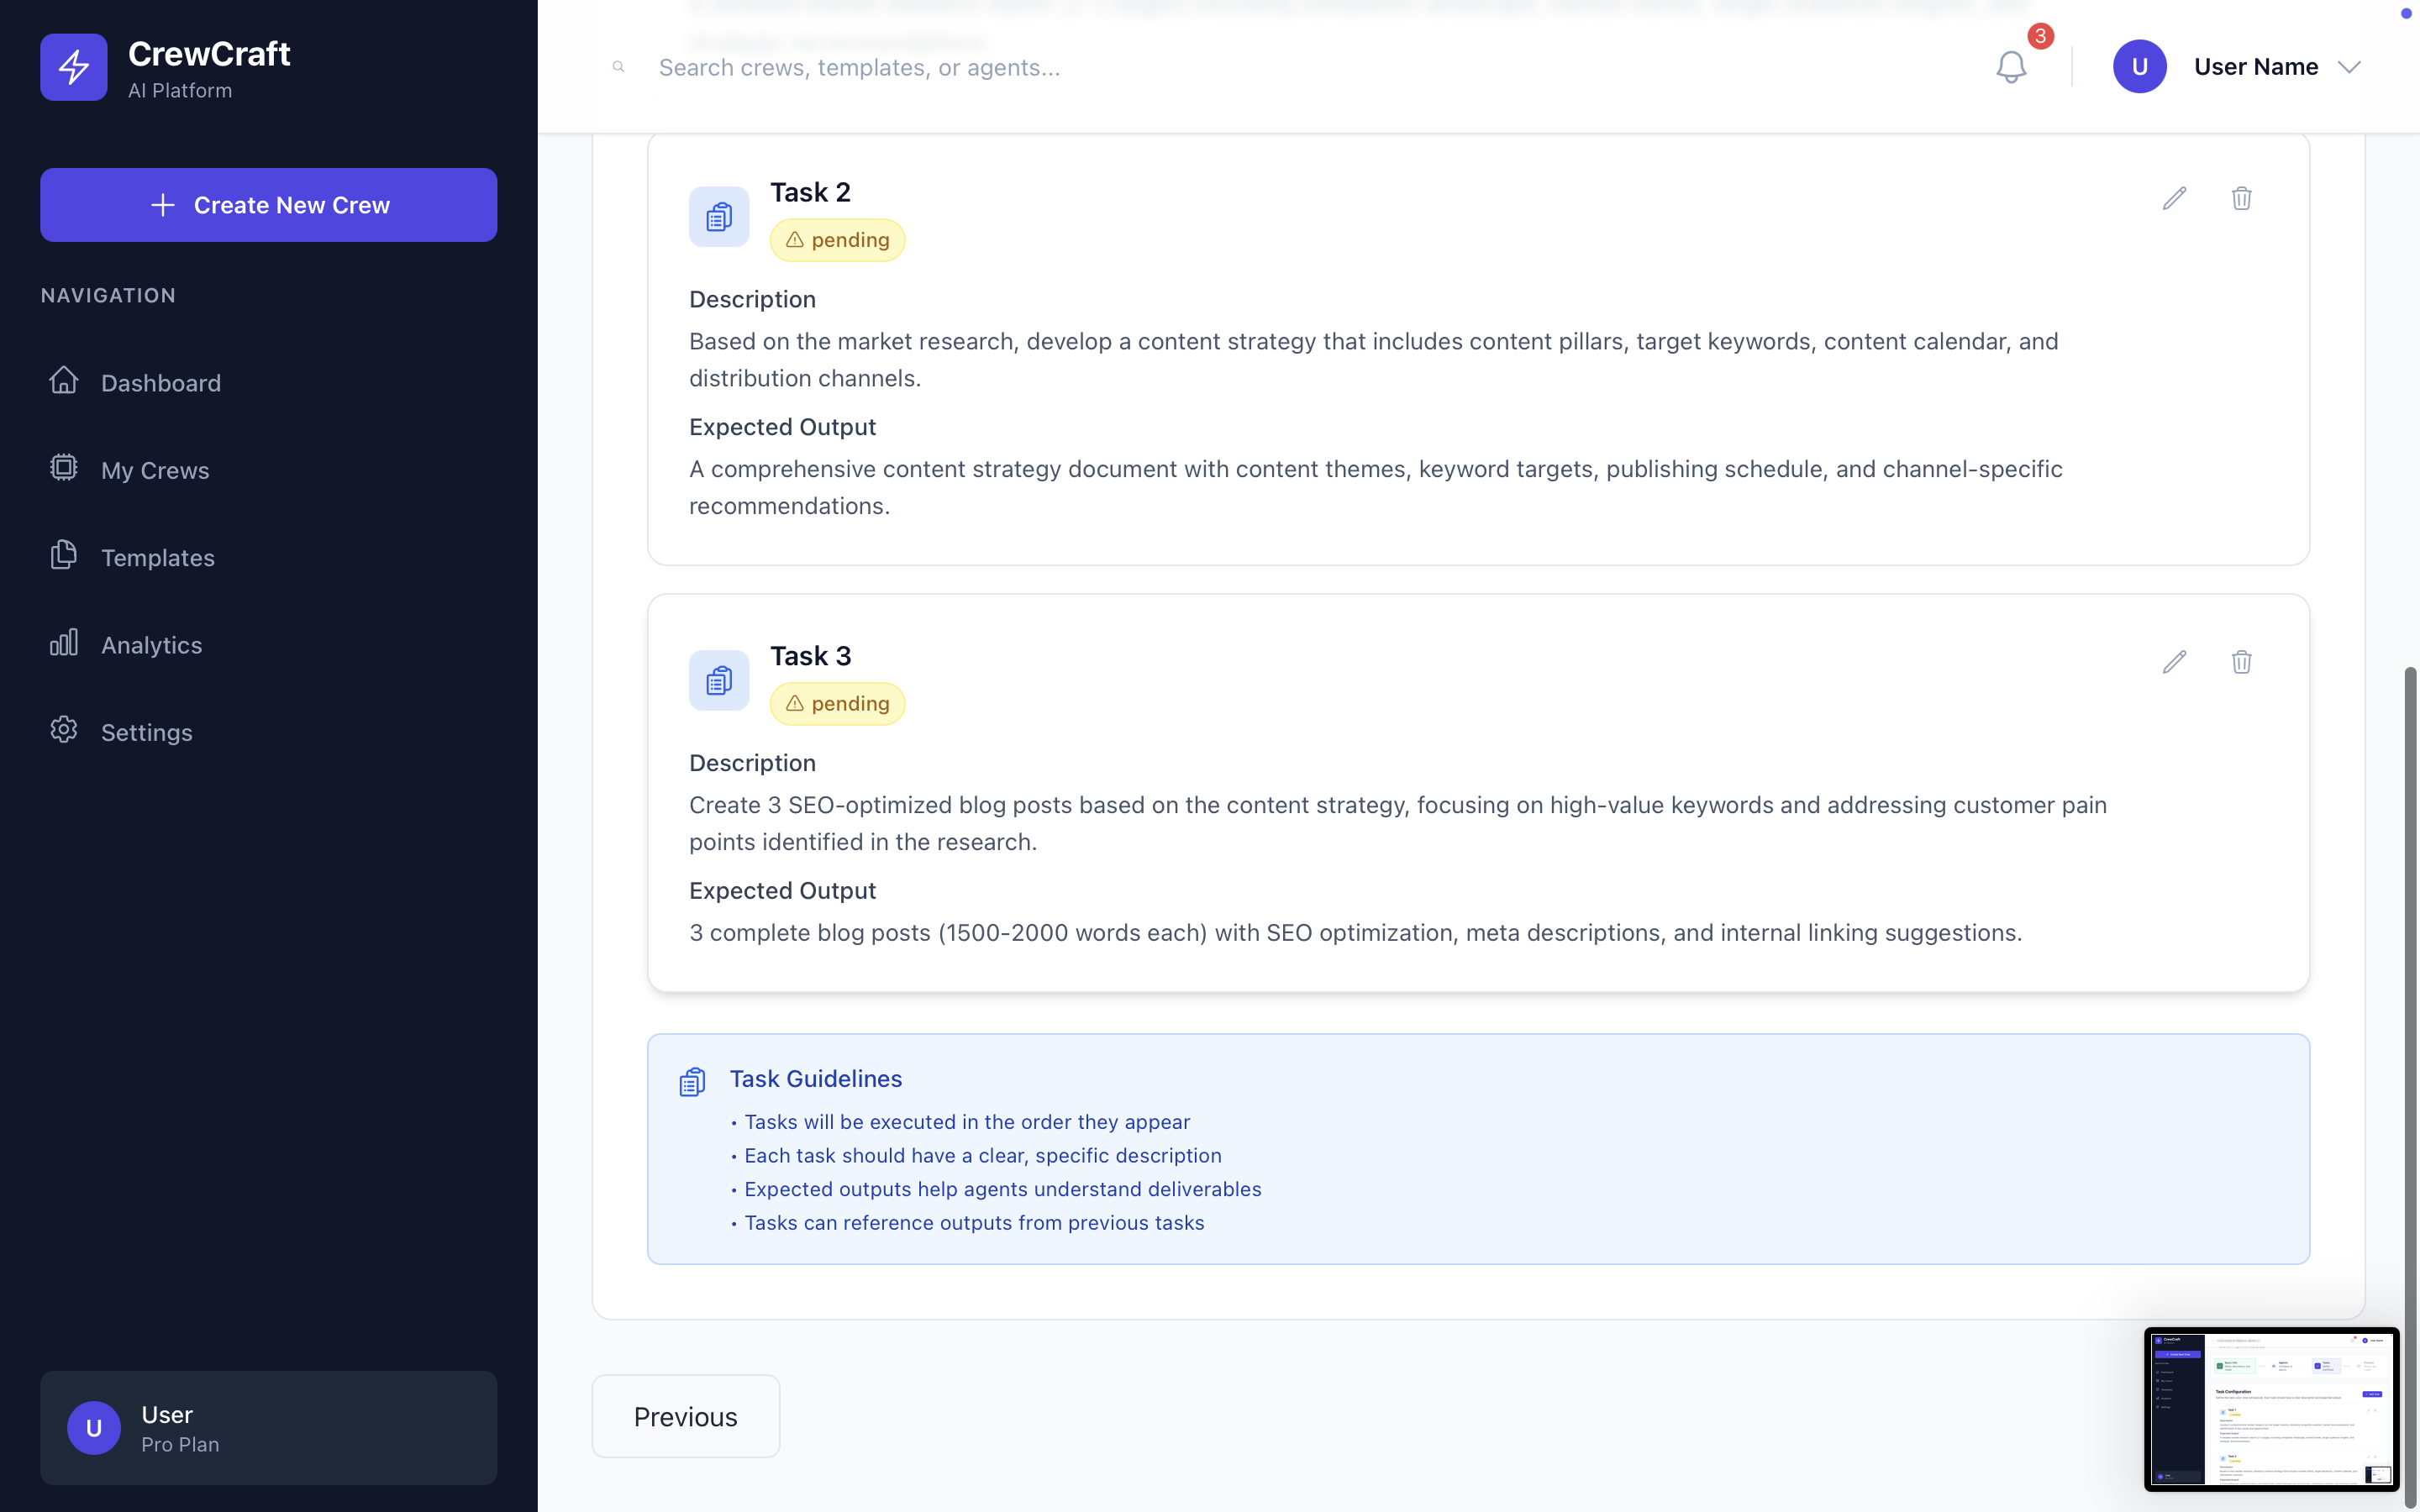 CrewCraft
AI Platform
Create New Crew
NAVIGATION
Dashboard
My Crews
Templates
Analytics
Settings
U
User
Pro Plan
Search crews, templates, or agents...
3
U
User Name
Task 2
pending
Description
Based on the market research, develop a content strategy that includes content pillars, target keywords, content calendar, and
distribution channels.
Expected Output
A comprehensive content strategy document with content themes, keyword targets, publishing schedule, and channel-specific
recommendations.
Task 3
pending
Description
Create 3 SEO-optimized blog posts based on the content strategy, focusing on high-value keywords and addressing customer pain
points identified in the research.
Expected Output
3 complete blog posts (1500-2000 words each) with SEO optimization, meta descriptions, and internal linking suggestions.
Task Guidelines
• Tasks will be executed in the order they appear
• Each task should have a clear, specific description
• Expected outputs help agents understand deliverables
• Tasks can reference outputs from previous tasks
Previous